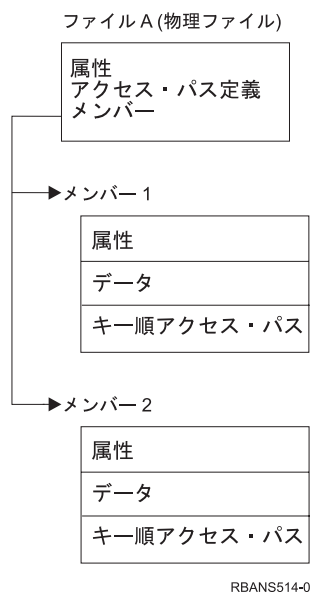 ファイル A (物理ファイル)
属性
アクセス・パス定義
メンバー
メンバー 1
属性
データ
キー順アクセス・パス
メンバー 2
属性
データ
キー順アクセス・パス
RBANS514-0